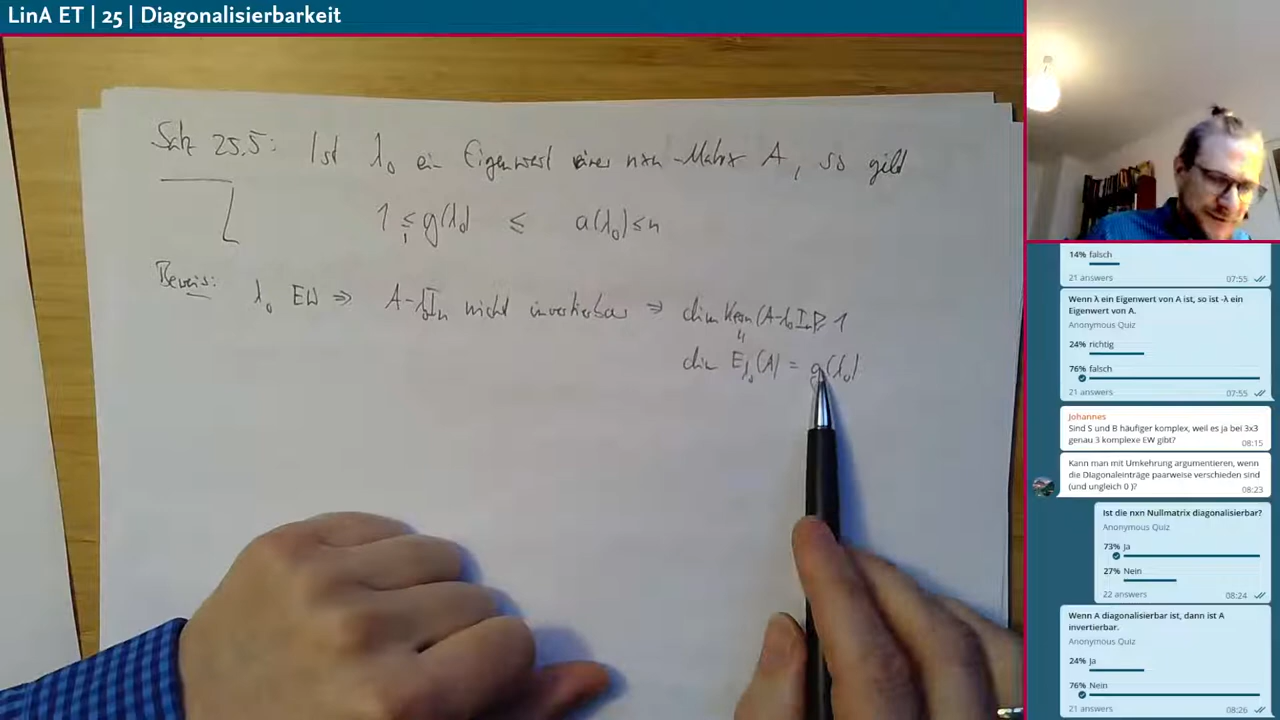 LinA ET | 25 | Diagonalisierbarkeit
Satz 25.5: Ist λ₀ ein Eigenwert einer n×n-Matrix A, so gilt
1 ≤ g(λ₀) ≤ a(λ₀) ≤ n
Beweis: λ₀ EW ⇒ A-λ₀Iₙ nicht invertierbar ⇒ dim Kern(A-λ₀Iₙ) ≥ 1
dim E_λ₀(A) = g(λ₀)
14% falsch
21 answers 07:55
Wenn λ ein Eigenwert von A ist, so ist -λ ein
Eigenwert von A.
Anonymous Quiz
24% richtig
76% falsch
21 answers 07:55
Johannes
Sind S und B häufiger komplex, weil es ja bei 3x3
genau 3 komplexe EW gibt? 08:15
Kann man mit Umkehrung argumentieren, wenn
die Diagonaleinträge paarweise verschieden sind
(und ungleich 0 )? 08:23
Ist die nxn Nullmatrix diagonalisierbar?
Anonymous Quiz
73% Ja
27% Nein
22 answers 08:24
Wenn A diagonalisierbar ist, dann ist A
invertierbar.
Anonymous Quiz
24% Ja
76% Nein
21 answers 08:26